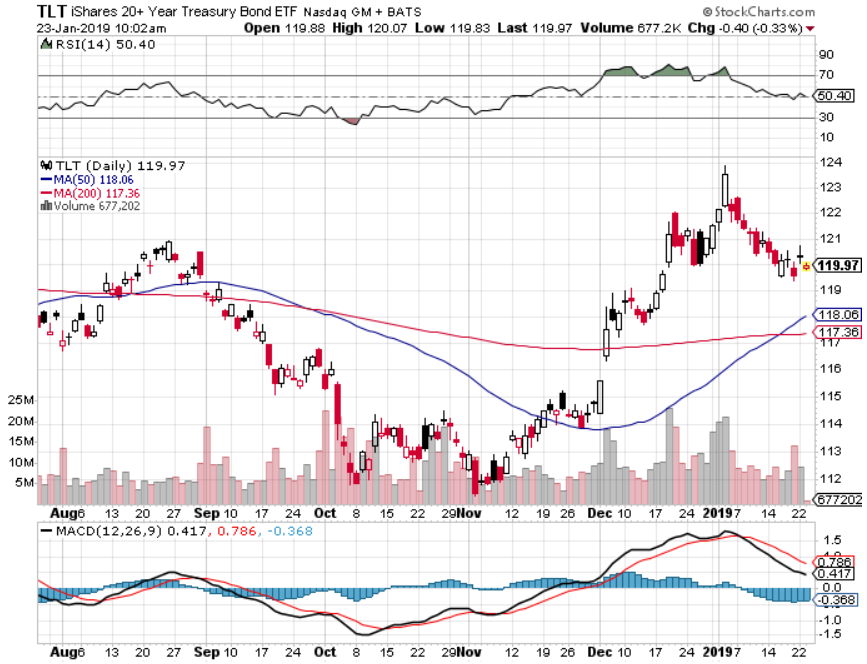 TLT iShares 20+ Year Treasury Bond ETF Nasdaq GM + BATS © StockCharts.com
23-Jan-2019 10:02am Open 119.88 High 120.07 Low 119.83 Last 119.97 Volume 677.2K Chg -0.40 (-0.33%)
RSI(14) 50.40
90
70
50.40
30
10
TLT (Daily) 119.97
MA(50) 118.06
MA(200) 117.36
Volume 677,202
124
123
122
121
119.97
119
118.06
117.36
117
116
115
114
113
112
25M
20M
15M
10M
5M
677202
Aug 6 13 20 27 Sep 10 17 24 Oct 8 15 22 29 Nov 12 19 26 Dec 10 17 24 2019 7 14 22
MACD(12,26,9) 0.417, 0.786, -0.368
1.5
0.786
0.417
0.0
-0.368
-1.0
-1.5
Aug 6 13 20 27 Sep 10 17 24 Oct 8 15 22 29 Nov 12 19 26 Dec 10 17 24 2019 7 14 22